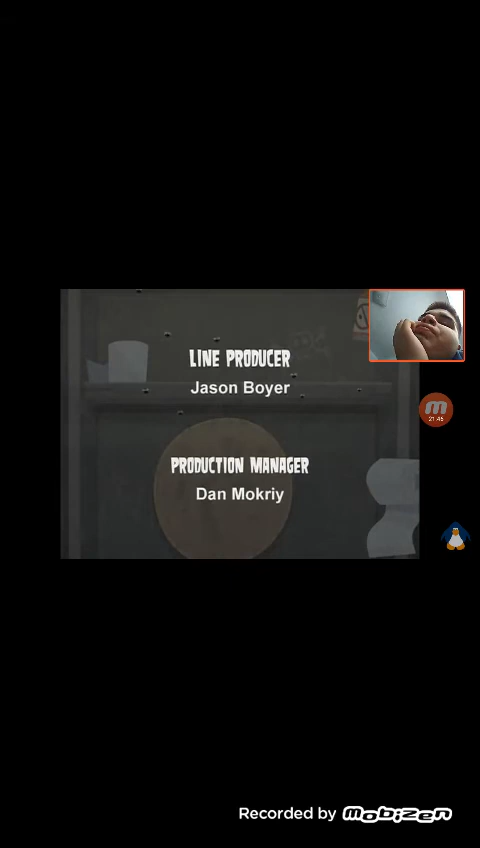 LINE PRODUCER
Jason Boyer
PRODUCTION MANAGER
Dan Mokriy
21:46
Recorded by Mobizen